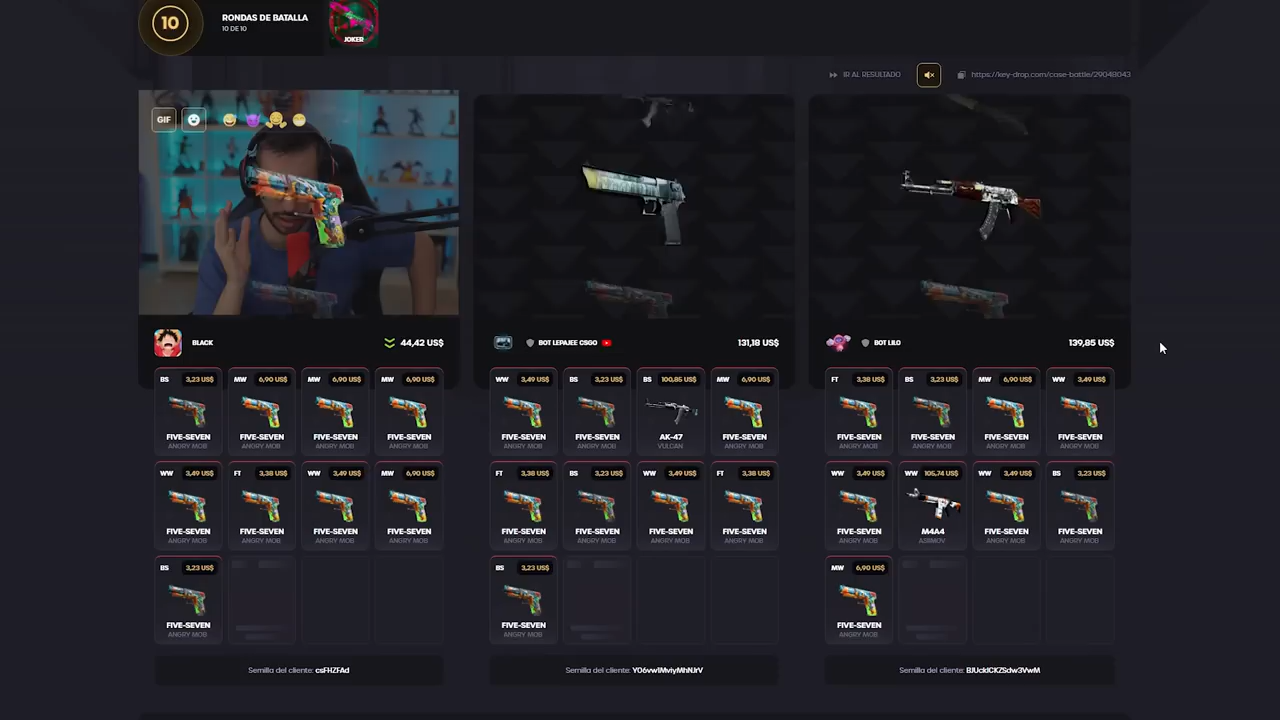 10
RONDAS DE BATALLA
10 DE 10
JOKER
IR AL RESULTADO
https://key-drop.com/case-battle/29048043
GIF
BLACK
44,42 US$
BOT LEPAJEE CSGO
131,18 US$
BOT LILO
139,85 US$
BS 3,23 US$
FIVE-SEVEN
ANGRY MOB
MW 6,90 US$
FIVE-SEVEN
ANGRY MOB
MW 6,90 US$
FIVE-SEVEN
ANGRY MOB
MW 6,90 US$
FIVE-SEVEN
ANGRY MOB
WW 3,49 US$
FIVE-SEVEN
ANGRY MOB
FT 3,38 US$
FIVE-SEVEN
ANGRY MOB
WW 3,49 US$
FIVE-SEVEN
ANGRY MOB
MW 6,90 US$
FIVE-SEVEN
ANGRY MOB
BS 3,23 US$
FIVE-SEVEN
ANGRY MOB
Semilla del cliente: csFHZFAd
WW 3,49 US$
FIVE-SEVEN
ANGRY MOB
BS 3,23 US$
FIVE-SEVEN
ANGRY MOB
BS 100,85 US$
AK-47
VULCAN
MW 6,90 US$
FIVE-SEVEN
ANGRY MOB
FT 3,38 US$
FIVE-SEVEN
ANGRY MOB
BS 3,23 US$
FIVE-SEVEN
ANGRY MOB
WW 3,49 US$
FIVE-SEVEN
ANGRY MOB
FT 3,38 US$
FIVE-SEVEN
ANGRY MOB
BS 3,23 US$
FIVE-SEVEN
ANGRY MOB
Semilla del cliente: YO6vw1MviyMhNJrV
FT 3,38 US$
FIVE-SEVEN
ANGRY MOB
BS 3,23 US$
FIVE-SEVEN
ANGRY MOB
MW 6,90 US$
FIVE-SEVEN
ANGRY MOB
WW 3,49 US$
FIVE-SEVEN
ANGRY MOB
WW 3,49 US$
FIVE-SEVEN
ANGRY MOB
WW 105,74 US$
M4A4
ASIIMOV
WW 3,49 US$
FIVE-SEVEN
ANGRY MOB
BS 3,23 US$
FIVE-SEVEN
ANGRY MOB
MW 6,90 US$
FIVE-SEVEN
ANGRY MOB
Semilla del cliente: